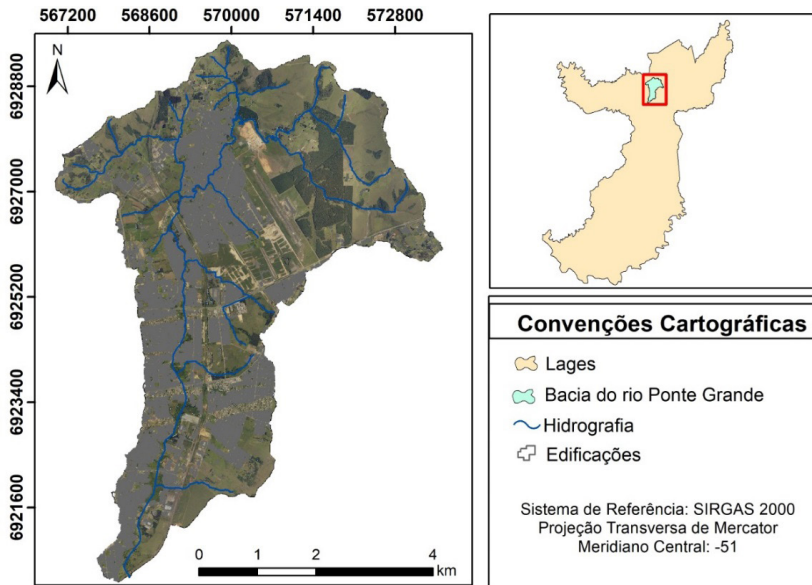 567200 568600 570000 571400 572800
N
6928800
6927000
6925200
6923400
6921600
0 1 2 4
km
Convenções Cartográficas
Lages
Bacia do rio Ponte Grande
Hidrografia
Edificações
Sistema de Referência: SIRGAS 2000
Projeção Transversa de Mercator
Meridiano Central: -51